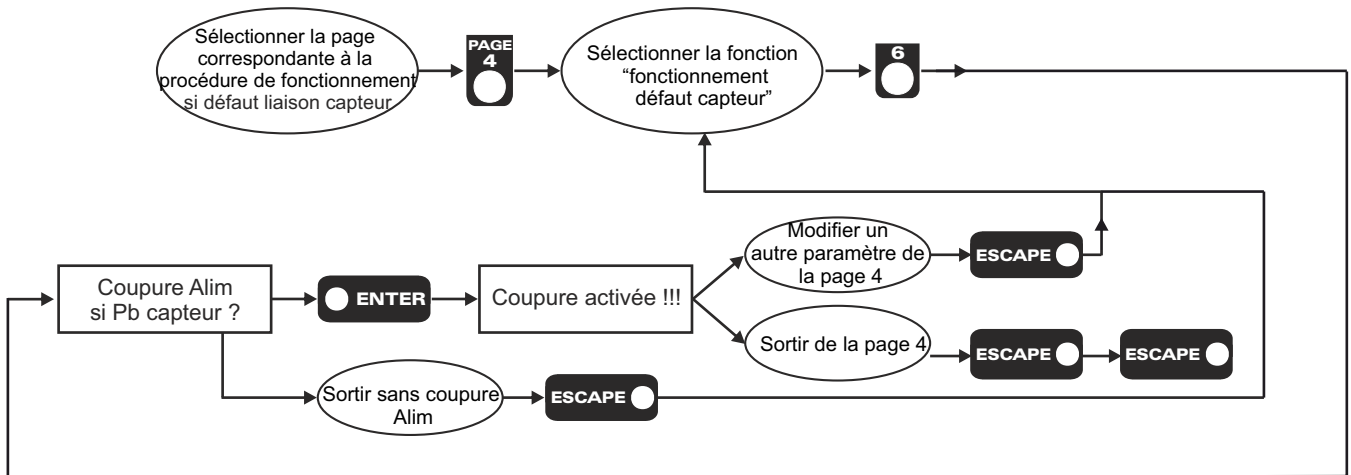 Sélectionner la page
correspondante à la
procédure de fonctionnement
si défaut liaison capteur
PAGE
4
Sélectionner la fonction
“fonctionnement
défaut capteur”
6
Modifier un
autre paramètre de
la page 4
ESCAPE
Coupure Alim
si Pb capteur ?
ENTER
Coupure activée !!!
Sortir de la page 4
ESCAPE
ESCAPE
Sortir sans coupure
Alim
ESCAPE